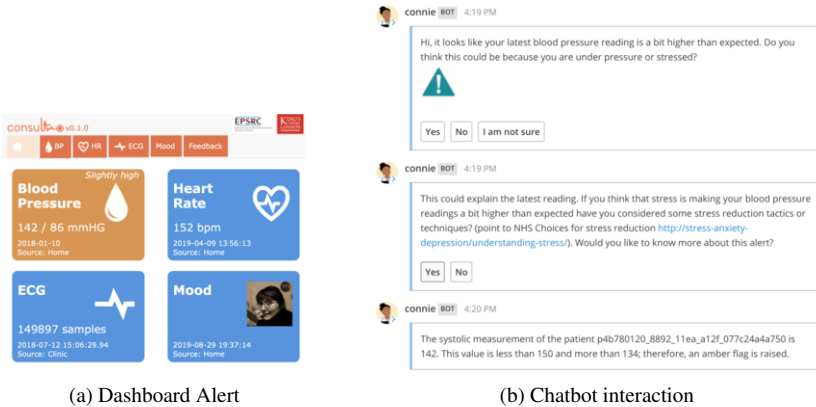 consult v0.1.0
EPSRC
KING'S
College
LONDON
BP HR ECG Mood Feedback
Slightly high
Blood
Pressure
142 / 86 mmHG
2018-01-10
Source: Home
Heart
Rate
152 bpm
2019-04-09 13:56:13
Source: Home
ECG
149897 samples
2018-07-12 15:06:29.94
Source: Clinic
Mood
2019-08-29 19:37:14
Source: Home
(a) Dashboard Alert
connie BOT 4:19 PM
Hi, it looks like your latest blood pressure reading is a bit higher than expected. Do you
think this could be because you are under pressure or stressed?
Yes No I am not sure
connie BOT 4:19 PM
This could explain the latest reading. If you think that stress is making your blood pressure
readings a bit higher than expected have you considered some stress reduction tactics or
techniques? (point to NHS Choices for stress reduction http://stress-anxiety-
depression/understanding-stress/). Would you like to know more about this alert?
Yes No
connie BOT 4:20 PM
The systolic measurement of the patient p4b780120_8892_11ea_a12f_077c24a4a750 is
142. This value is less than 150 and more than 134; therefore, an amber flag is raised.
(b) Chatbot interaction